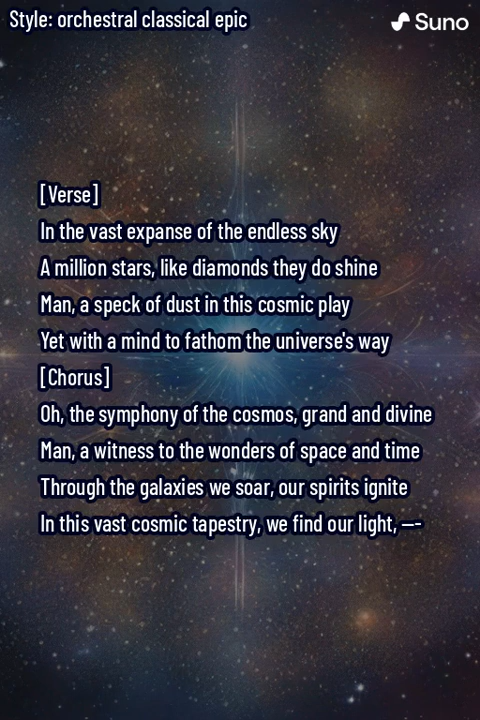 Style: orchestral classical epic
Suno
[Verse]
In the vast expanse of the endless sky
A million stars, like diamonds they do shine
Man, a speck of dust in this cosmic play
Yet with a mind to fathom the universe's way
[Chorus]
Oh, the symphony of the cosmos, grand and divine
Man, a witness to the wonders of space and time
Through the galaxies we soar, our spirits ignite
In this vast cosmic tapestry, we find our light, —-